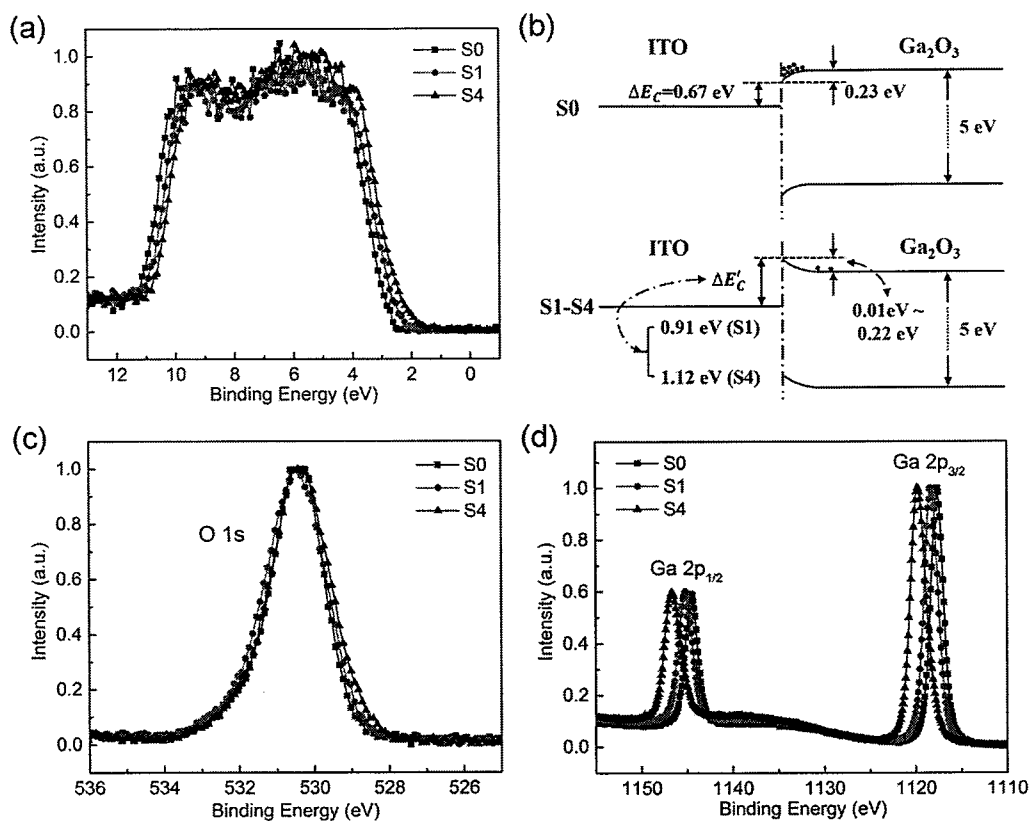 (a)
S0
S1
S4
Intensity (a.u.)
1.0
0.8
0.6
0.4
0.2
0.0
12 10 8 6 4 2 0
Binding Energy (eV)
(b)
ITO Ga₂O₃
ΔE_C=0.67 eV 0.23 eV
S0
5 eV
ITO Ga₂O₃
ΔE'_C
S1-S4
0.01eV ~
0.22 eV
0.91 eV (S1)
5 eV
1.12 eV (S4)
(c)
S0
S1
S4
O 1s
Intensity (a.u.)
1.0
0.8
0.6
0.4
0.2
0.0
536 534 532 530 528 526
Binding Energy (eV)
(d)
S0
S1
S4
Ga 2p₃/₂
Ga 2p₁/₂
Intensity (a.u.)
1.0
0.8
0.6
0.4
0.2
0.0
1150 1140 1130 1120 1110
Binding Energy (eV)